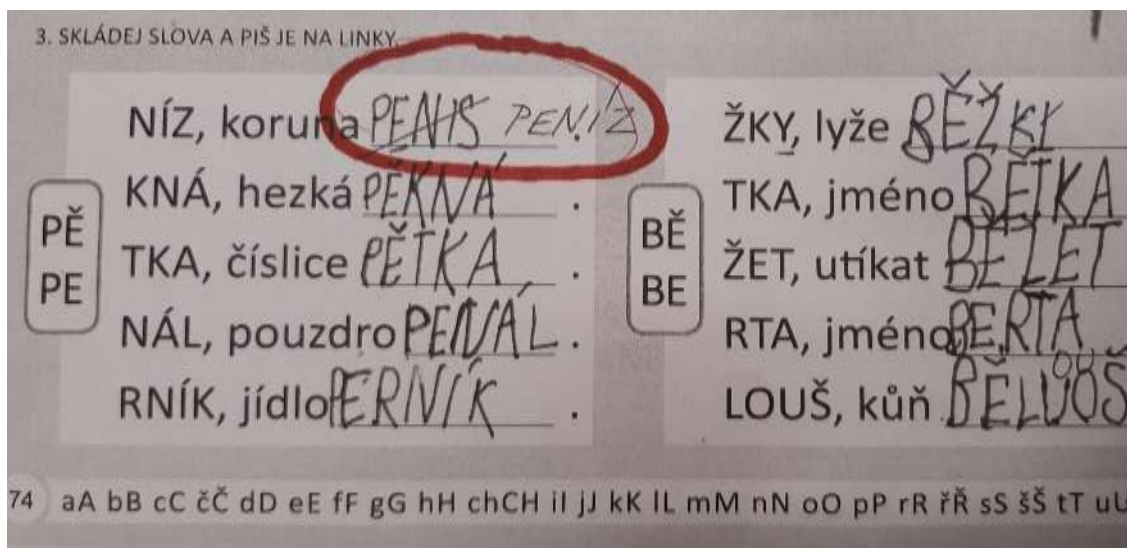 3. SKLÁDEJ SLOVA A PIŠ JE NA LINKY.
PĚ
PE
NÍZ, koruna PENIS PENÍZ.
KNÁ, hezká PĚKNÁ.
TKA, číslice PĚTKA.
NÁL, pouzdro PENÁL.
RNÍK, jídlo PERNÍK.
BĚ
BE
ŽKY, lyže BĚŽKY
TKA, jméno BĚTKA
ŽET, utíkat BĚŽET
RTA, jméno BERTA
LOUŠ, kůň BĚLOUŠ
74 aA bB cC čČ dD eE fF gG hH chCH iI jJ kK lL mM nN oO pP rR řŘ sS šŠ tT uU